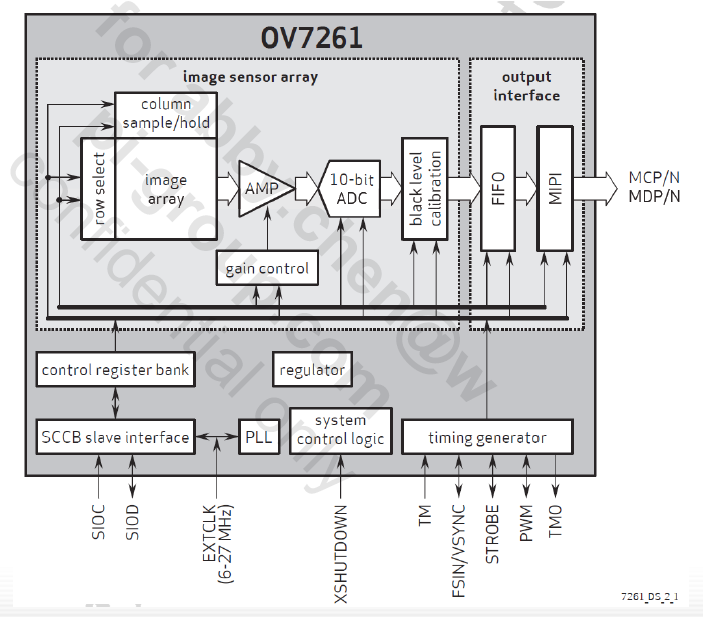 OV7261
image sensor array
output
interface
column
sample/hold
row select
image
array
AMP
10-bit
ADC
black level
calibration
FIFO
MIPI
MCP/N
MDP/N
gain control
control register bank
regulator
SCCB slave interface
PLL
system
control logic
timing generator
SIOC
SIOD
EXTCLK
(6-27 MHz)
XSHUTDOWN
TM
FSIN/VSYNC
STROBE
PWM
TMO
7261_DS_2_1
for abby.chen@w
pi-group.com
confidential only